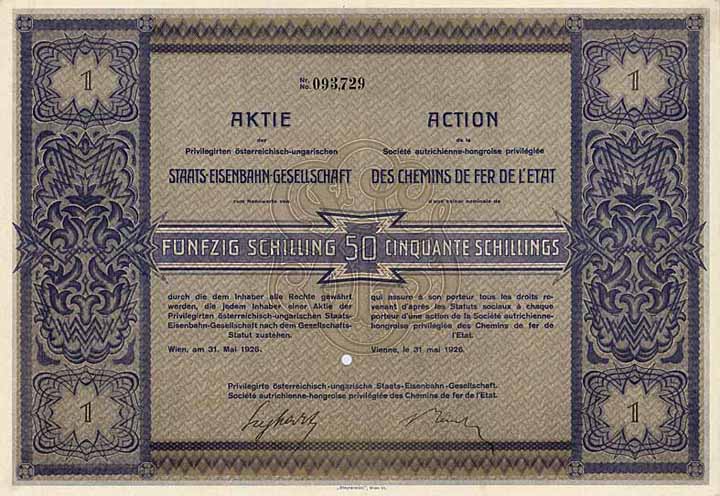 1
1
Nr.
No. 093,729
AKTIE
der
Privilegirten österreichisch-ungarischen
STAATS-EISENBAHN-GESELLSCHAFT
zum Nennwerte von
ACTION
de la
Société autrichienne-hongroise privilégiée
DES CHEMINS DE FER DE L'ETAT
d'une valeur nominale de
FÜNFZIG SCHILLING 50 CINQUANTE SCHILLINGS
durch die dem Inhaber alle Rechte gewährt
werden, die jedem Inhaber einer Aktie der
Privilegirten österreichisch-ungarischen Staats-
Eisenbahn-Gesellschaft nach dem Gesellschafts-
Statut zustehen.
Wien, am 31. Mai 1926.
qui assure à son porteur tous les droits re-
venant d'après les Statuts sociaux à chaque
porteur d'une action de la Société autrichienne-
hongroise privilégiée des Chemins de fer de
l'Etat.
Vienne, le 31 mai 1926.
Privilegirte österreichisch-ungarische Staats-Eisenbahn-Gesellschaft.
Société autrichienne-hongroise privilégiée des Chemins de fer de l'Etat.
1
1